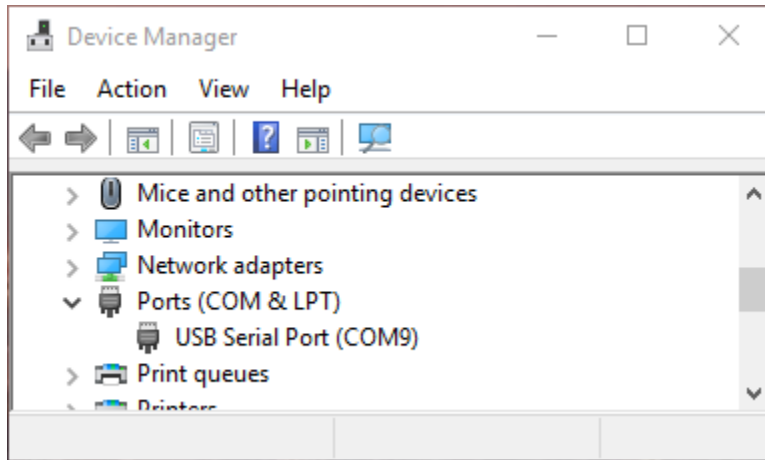 Device Manager
File Action View Help
Mice and other pointing devices
Monitors
Network adapters
Ports (COM & LPT)
USB Serial Port (COM9)
Print queues
Printers